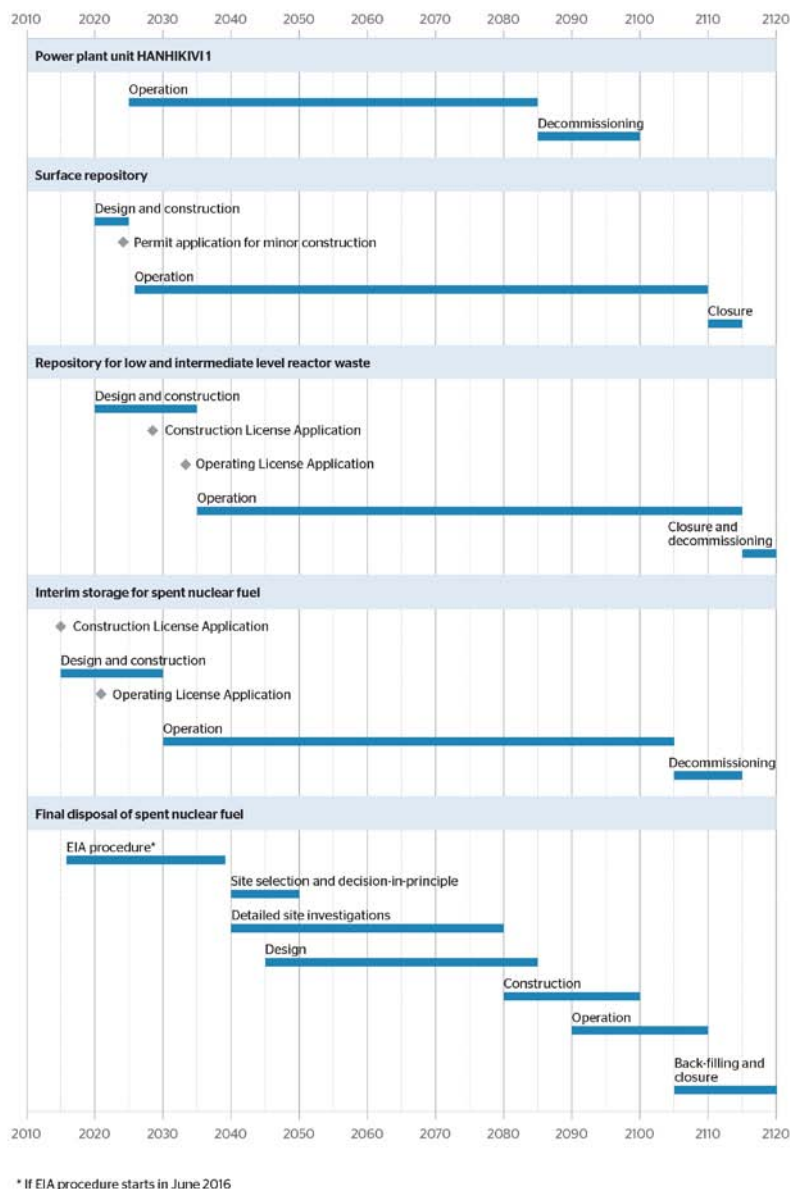 2010 2020 2030 2040 2050 2060 2070 2080 2090 2100 2110 2120
Power plant unit HANHIKIVI 1
Operation
Decommissioning
Surface repository
Design and construction
Permit application for minor construction
Operation
Closure
Repository for low and intermediate level reactor waste
Design and construction
Construction License Application
Operating License Application
Operation
Closure and
decommissioning
Interim storage for spent nuclear fuel
Construction License Application
Design and construction
Operating License Application
Operation
Decommissioning
Final disposal of spent nuclear fuel
EIA procedure*
Site selection and decision-in-principle
Detailed site investigations
Design
Construction
Operation
Back-filling and
closure
2010 2020 2030 2040 2050 2060 2070 2080 2090 2100 2110 2120
* If EIA procedure starts in June 2016